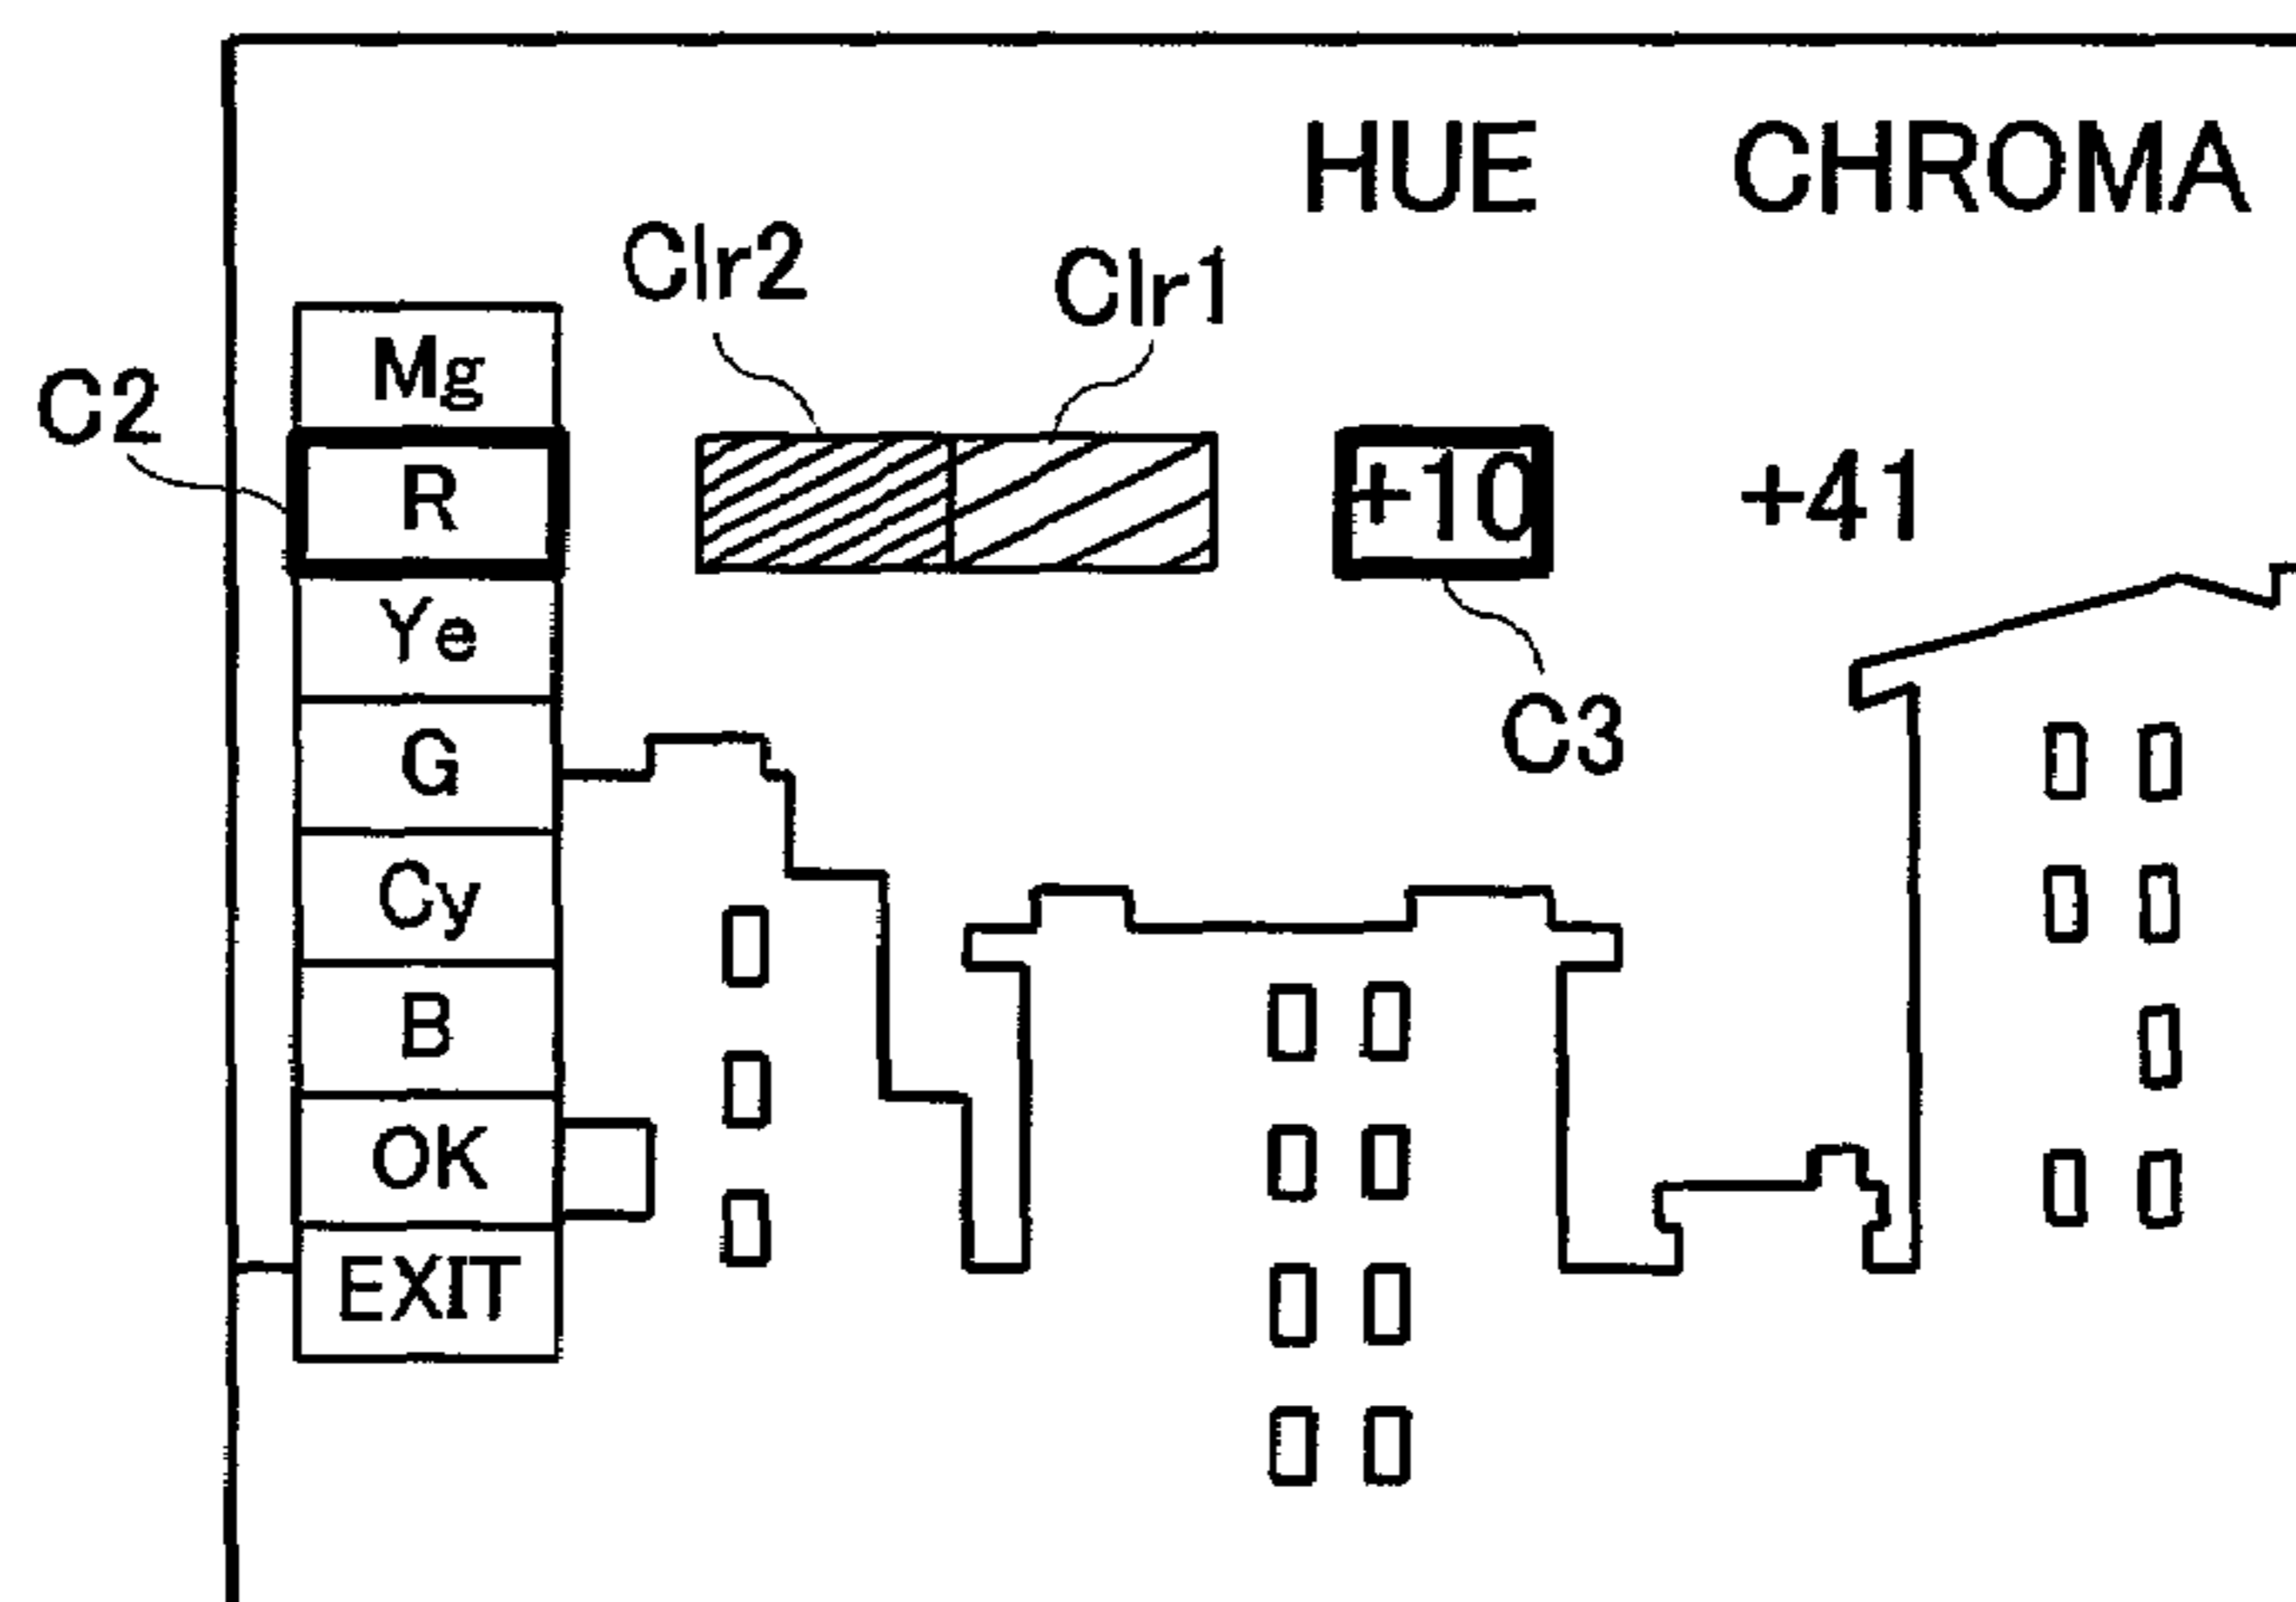 HUE CHROMA
Clr2 Clr1
Mg
C2
R +10 +41
Ye
C3
G
Cy
B
OK
EXIT